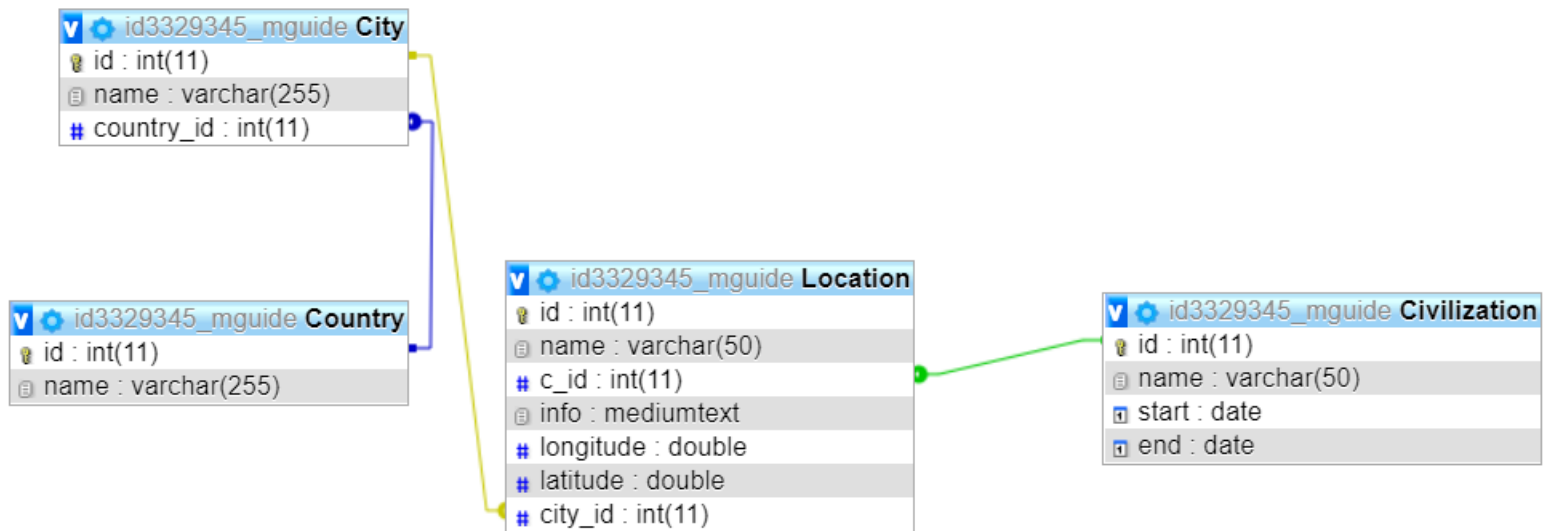 id3329345_mguide City
id : int(11)
name : varchar(255)
country_id : int(11)
id3329345_mguide Country
id : int(11)
name : varchar(255)
id3329345_mguide Location
id : int(11)
name : varchar(50)
c_id : int(11)
info : mediumtext
longitude : double
latitude : double
city_id : int(11)
id3329345_mguide Civilization
id : int(11)
name : varchar(50)
start : date
end : date